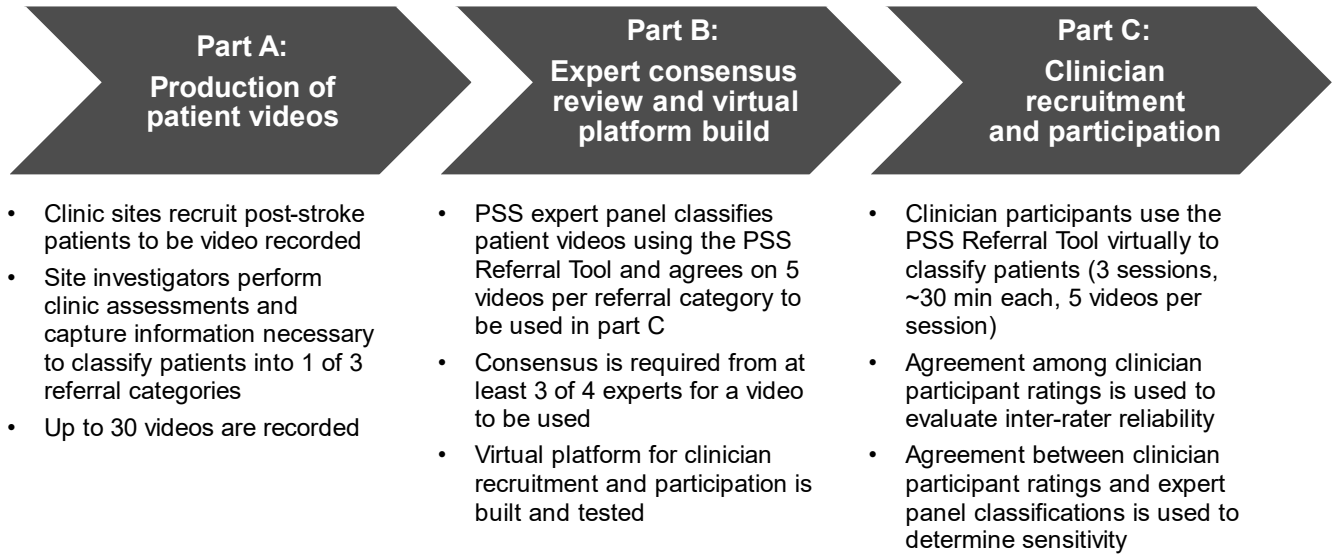 Part A:
Production of
patient videos
• Clinic sites recruit post-stroke
patients to be video recorded
• Site investigators perform
clinic assessments and
capture information necessary
to classify patients into 1 of 3
referral categories
• Up to 30 videos are recorded
Part B:
Expert consensus
review and virtual
platform build
• PSS expert panel classifies
patient videos using the PSS
Referral Tool and agrees on 5
videos per referral category to
be used in part C
• Consensus is required from at
least 3 of 4 experts for a video
to be used
• Virtual platform for clinician
recruitment and participation is
built and tested
Part C:
Clinician
recruitment
and participation
• Clinician participants use the
PSS Referral Tool virtually to
classify patients (3 sessions,
~30 min each, 5 videos per
session)
• Agreement among clinician
participant ratings is used to
evaluate inter-rater reliability
• Agreement between clinician
participant ratings and expert
panel classifications is used to
determine sensitivity